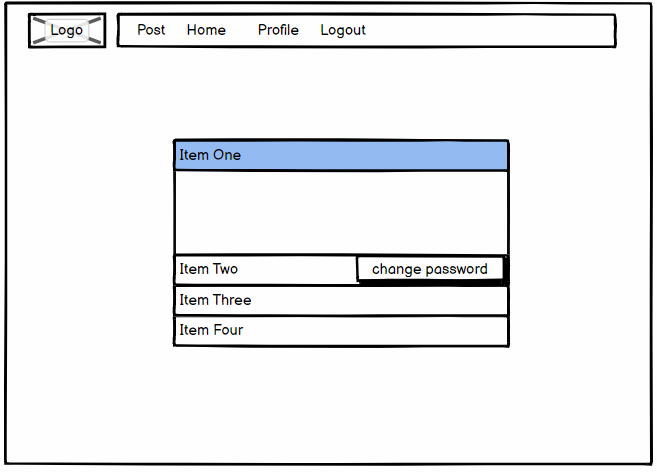 Logo
Post Home Profile Logout
Item One
Item Two change password
Item Three
Item Four